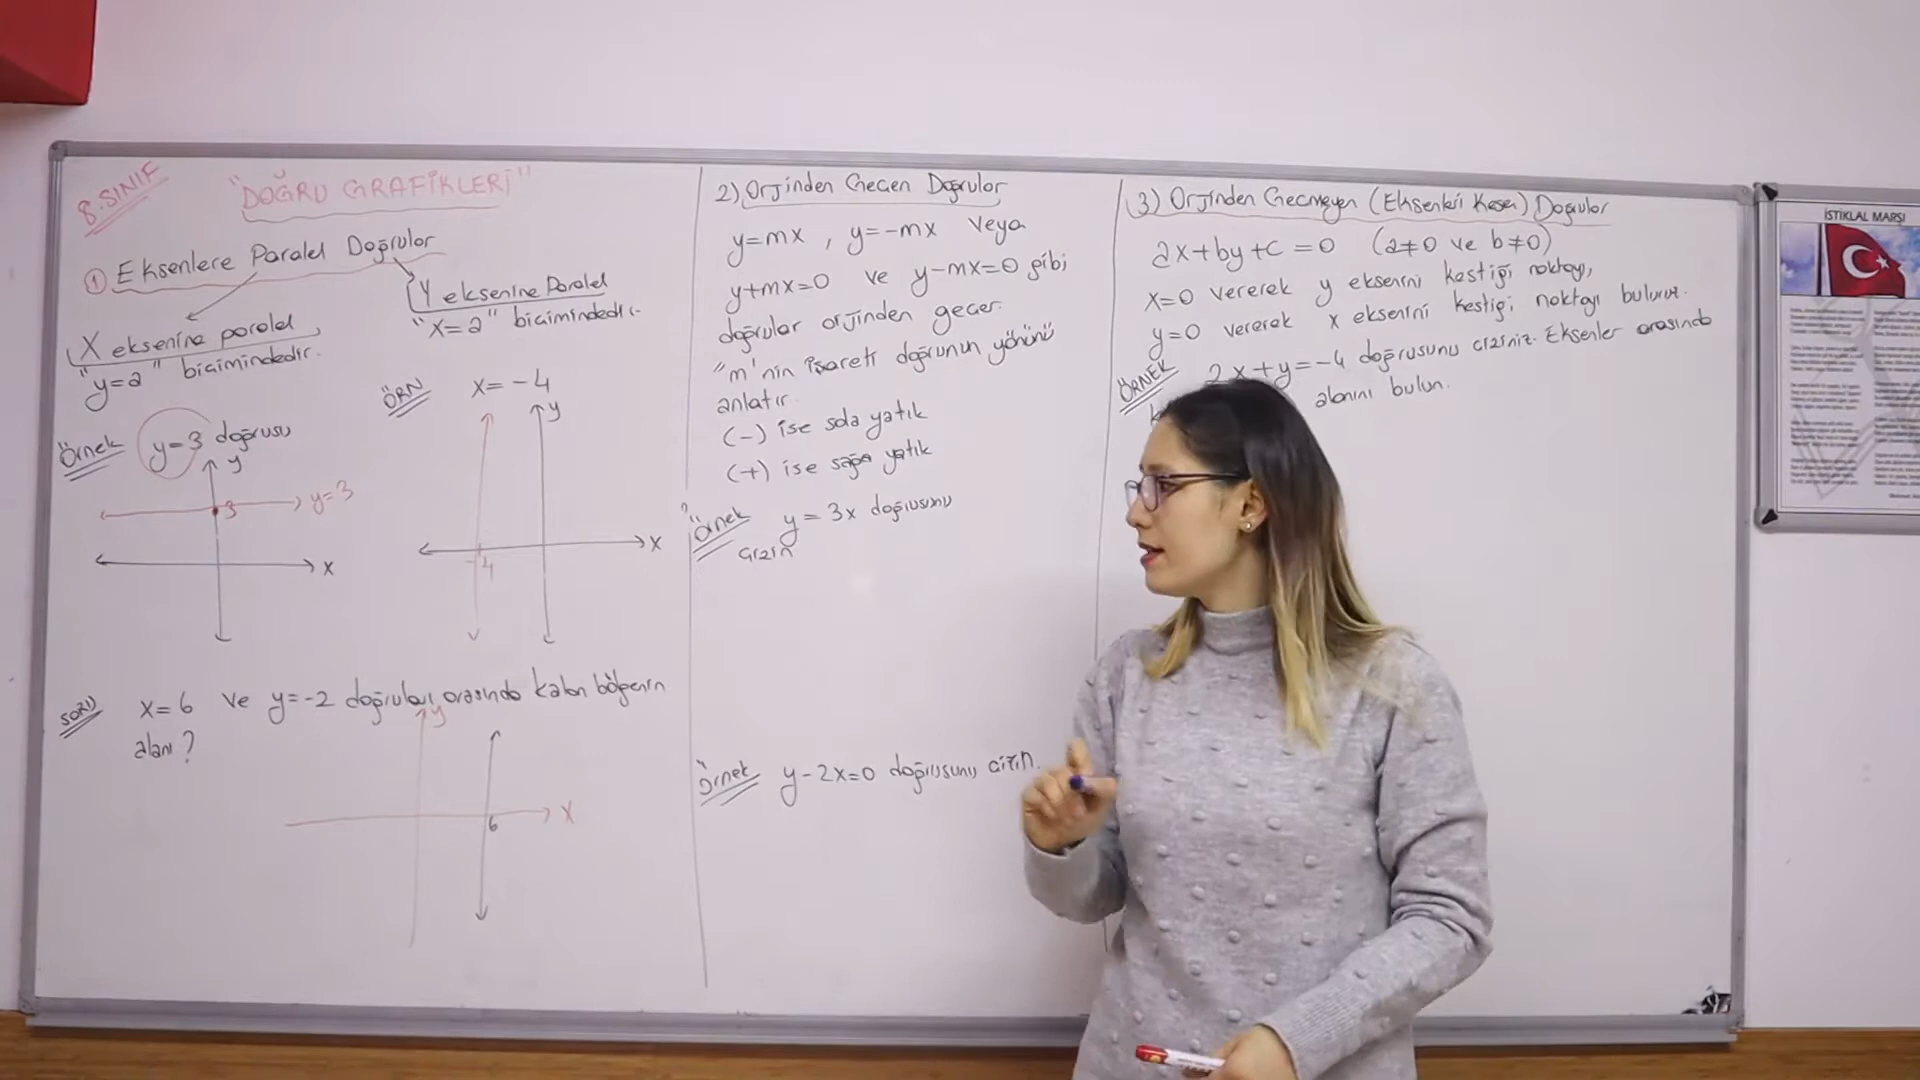 8.SINIF
"DOĞRU GRAFİKLERİ"
1 Eksenlere Paralel Doğrular
X eksenine paralel
"y=a" biçimindedir.
Y eksenine Paralel
"x=a" biçimindedir.
Örnek y=3 doğrusu
y
3
y=3
x
ÖRN x=-4
y
x
-4
SORU x=6 ve y=-2 doğruları arasında kalan bölgenin
alanı?
y
x
6
2) Orjinden Geçen Doğrular
y=mx , y=-mx veya
y+mx=0 ve y-mx=0 gibi
doğrular orjinden geçer.
"m'nin işareti doğrunun yönünü
anlatır.
(-) ise sola yatık
(+) ise sağa yatık
Örnek y=3x doğrusunu
çizin
Örnek y-2x=0 doğrusunu çizin.
3) Orjinden Geçmeyen (Eksenleri Kesen) Doğrular
ax+by+c=0 (a≠0 ve b≠0)
x=0 vererek y eksenini kestiği noktayı,
y=0 vererek x eksenini kestiği noktayı buluruz.
ÖRNEK 2x+y=-4 doğrusunu çiziniz. Eksenler arasında
alanını bulun.
İSTİKLAL MARŞI